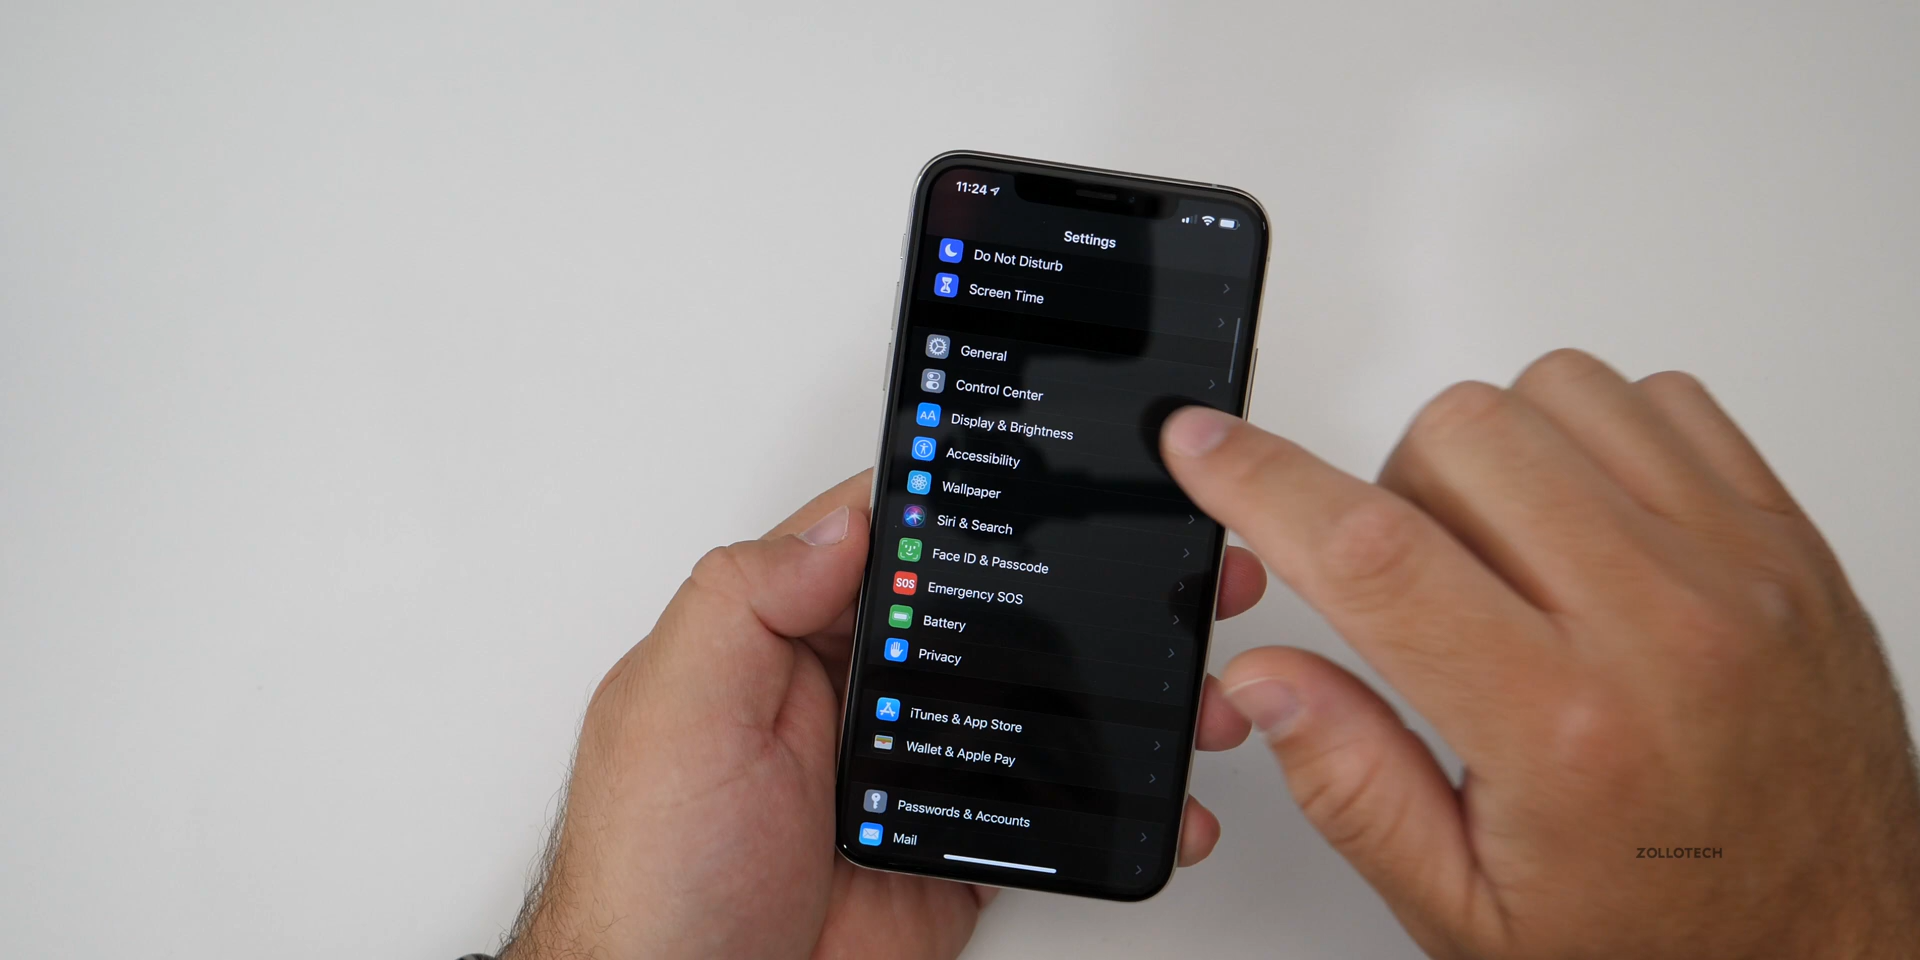 11:24
Settings
Do Not Disturb
Screen Time
General
Control Center
AA Display & Brightness
Accessibility
Wallpaper
Siri & Search
Face ID & Passcode
SOS Emergency SOS
Battery
Privacy
iTunes & App Store
Wallet & Apple Pay
Passwords & Accounts
Mail
ZOLLOTECH